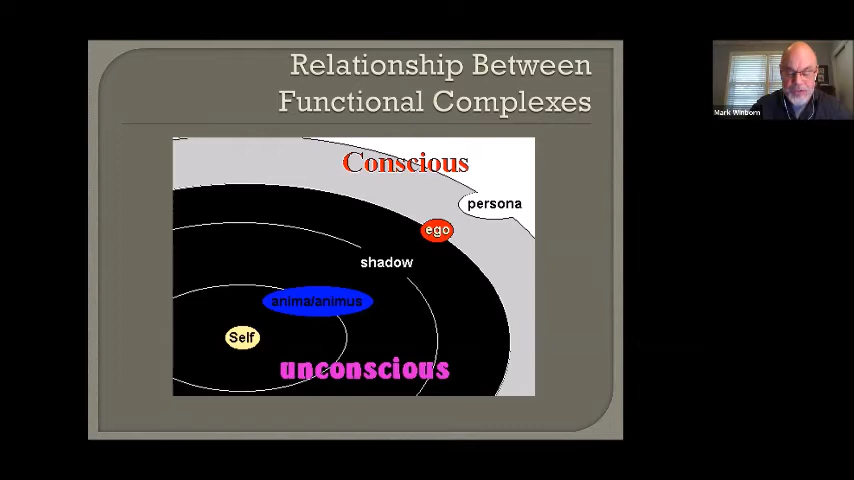 Relationship Between
Functional Complexes
Conscious
persona
ego
shadow
anima/animus
Self
unconscious
Mark Winborn